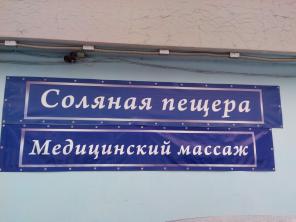 Соляная пещера
Медицинский массаж